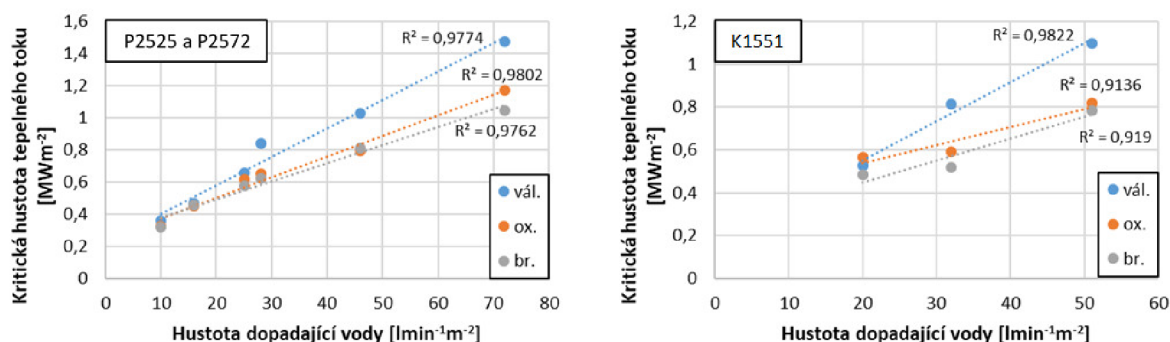 P2525 a P2572
Kritická hustota tepelného toku
[MWm⁻²]
1,6
1,4
1,2
1
0,8
0,6
0,4
0,2
0
R² = 0,9774
R² = 0,9802
R² = 0,9762
vál.
ox.
br.
0 10 20 30 40 50 60 70 80
Hustota dopadající vody [lmin⁻¹m⁻²]
K1551
Kritická hustota tepelného toku
[MWm⁻²]
1,2
1
0,8
0,6
0,4
0,2
0
R² = 0,9822
R² = 0,9136
R² = 0,919
vál.
ox.
br.
0 10 20 30 40 50 60
Hustota dopadající vody [lmin⁻¹m⁻²]